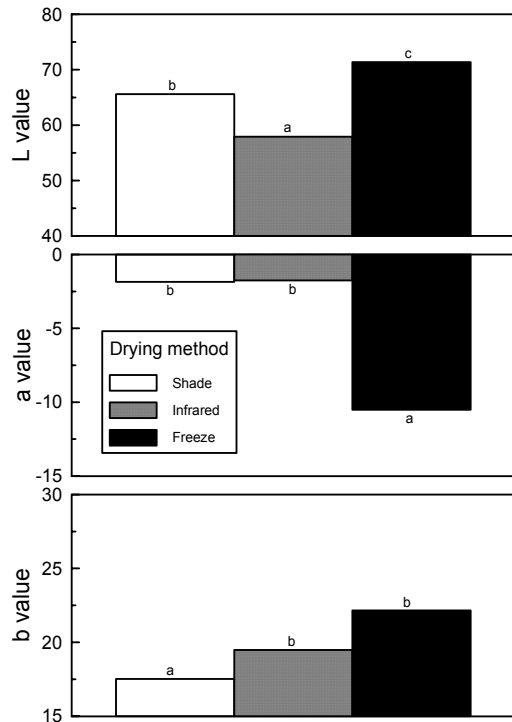 80
70
60
50
40
L value
b
a
c
0
-5
-10
-15
a value
b
b
a
Drying method
Shade
Infrared
Freeze
30
25
20
15
b value
a
b
b